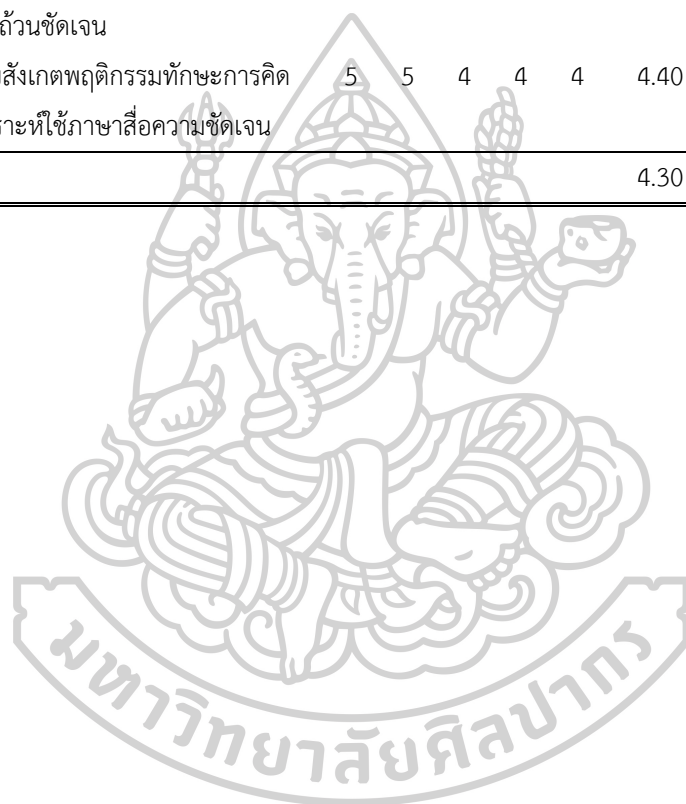 ถ้วนชัดเจน
สังเกตพฤติกรรมทักษะการคิด 5 5 4 4 4 4.40
ราะห์ใช้ภาษาสื่อความชัดเจน
4.30
มหาวิทยาลัยศิลปากร